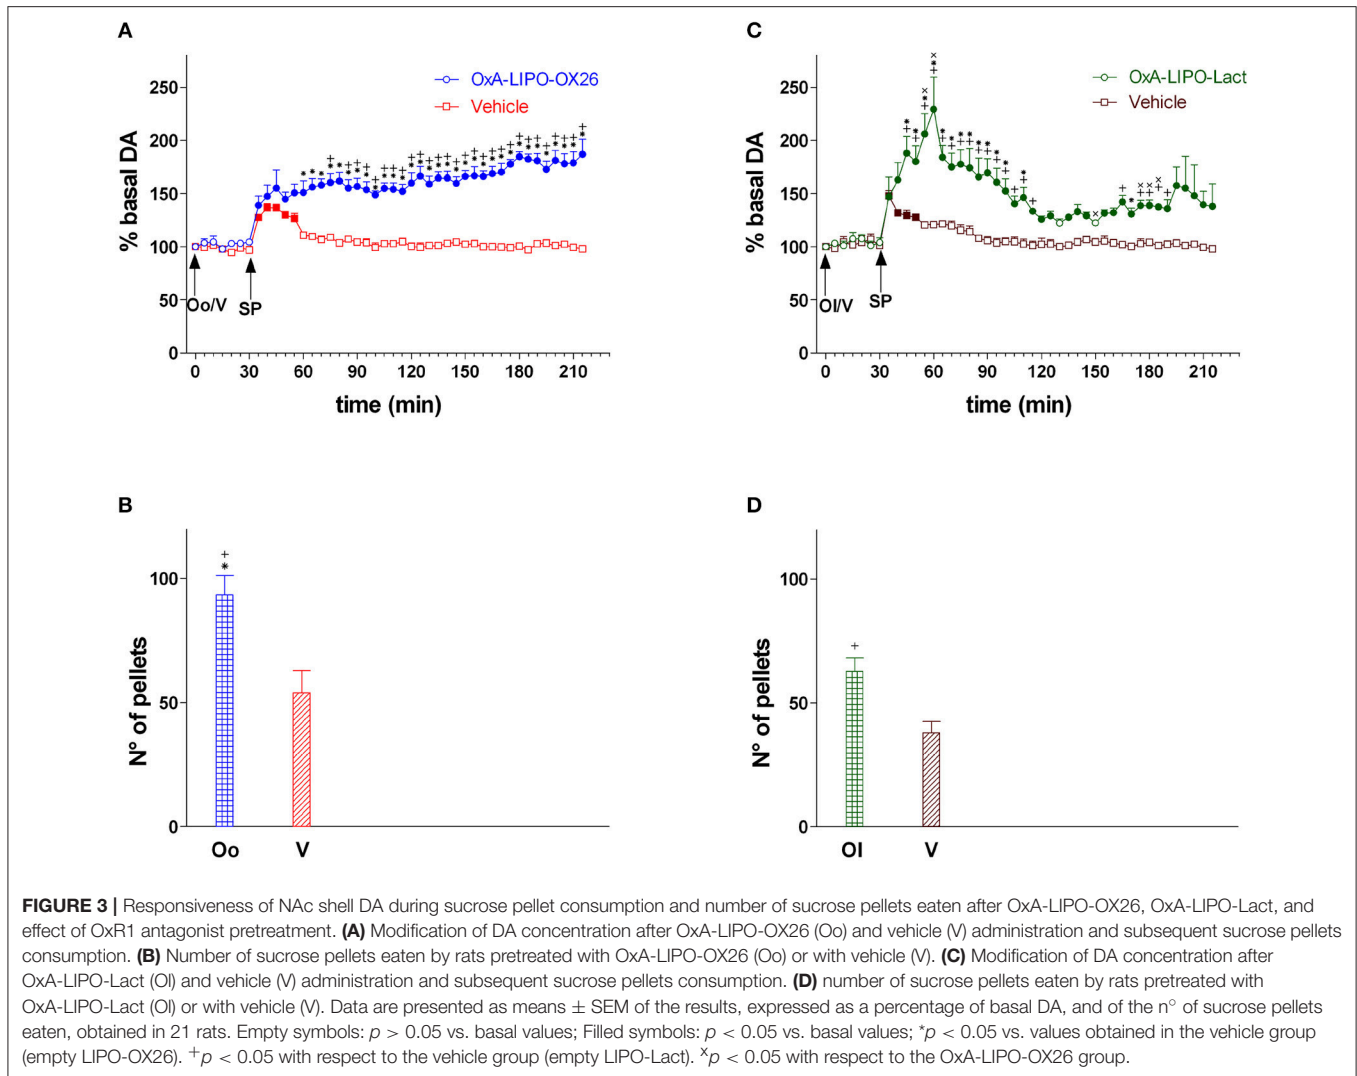 A
% basal DA
250
200
150
100
50
0
OxA-LIPO-OX26
Vehicle
Oo/V
SP
0 30 60 90 120 150 180 210
time (min)
C
% basal DA
250
200
150
100
50
0
OxA-LIPO-Lact
Vehicle
Ol/V
SP
0 30 60 90 120 150 180 210
time (min)
B
N° of pellets
100
50
0
+
*
Oo V
D
N° of pellets
100
50
0
+
Ol V
FIGURE 3 | Responsiveness of NAc shell DA during sucrose pellet consumption and number of sucrose pellets eaten after OxA-LIPO-OX26, OxA-LIPO-Lact, and
effect of OxR1 antagonist pretreatment. (A) Modification of DA concentration after OxA-LIPO-OX26 (Oo) and vehicle (V) administration and subsequent sucrose pellets
consumption. (B) Number of sucrose pellets eaten by rats pretreated with OxA-LIPO-OX26 (Oo) or with vehicle (V). (C) Modification of DA concentration after
OxA-LIPO-Lact (Ol) and vehicle (V) administration and subsequent sucrose pellets consumption. (D) number of sucrose pellets eaten by rats pretreated with
OxA-LIPO-Lact (Ol) or with vehicle (V). Data are presented as means ± SEM of the results, expressed as a percentage of basal DA, and of the n° of sucrose pellets
eaten, obtained in 21 rats. Empty symbols: p > 0.05 vs. basal values; Filled symbols: p < 0.05 vs. basal values; *p < 0.05 vs. values obtained in the vehicle group
(empty LIPO-OX26). +p < 0.05 with respect to the vehicle group (empty LIPO-Lact). xp < 0.05 with respect to the OxA-LIPO-OX26 group.